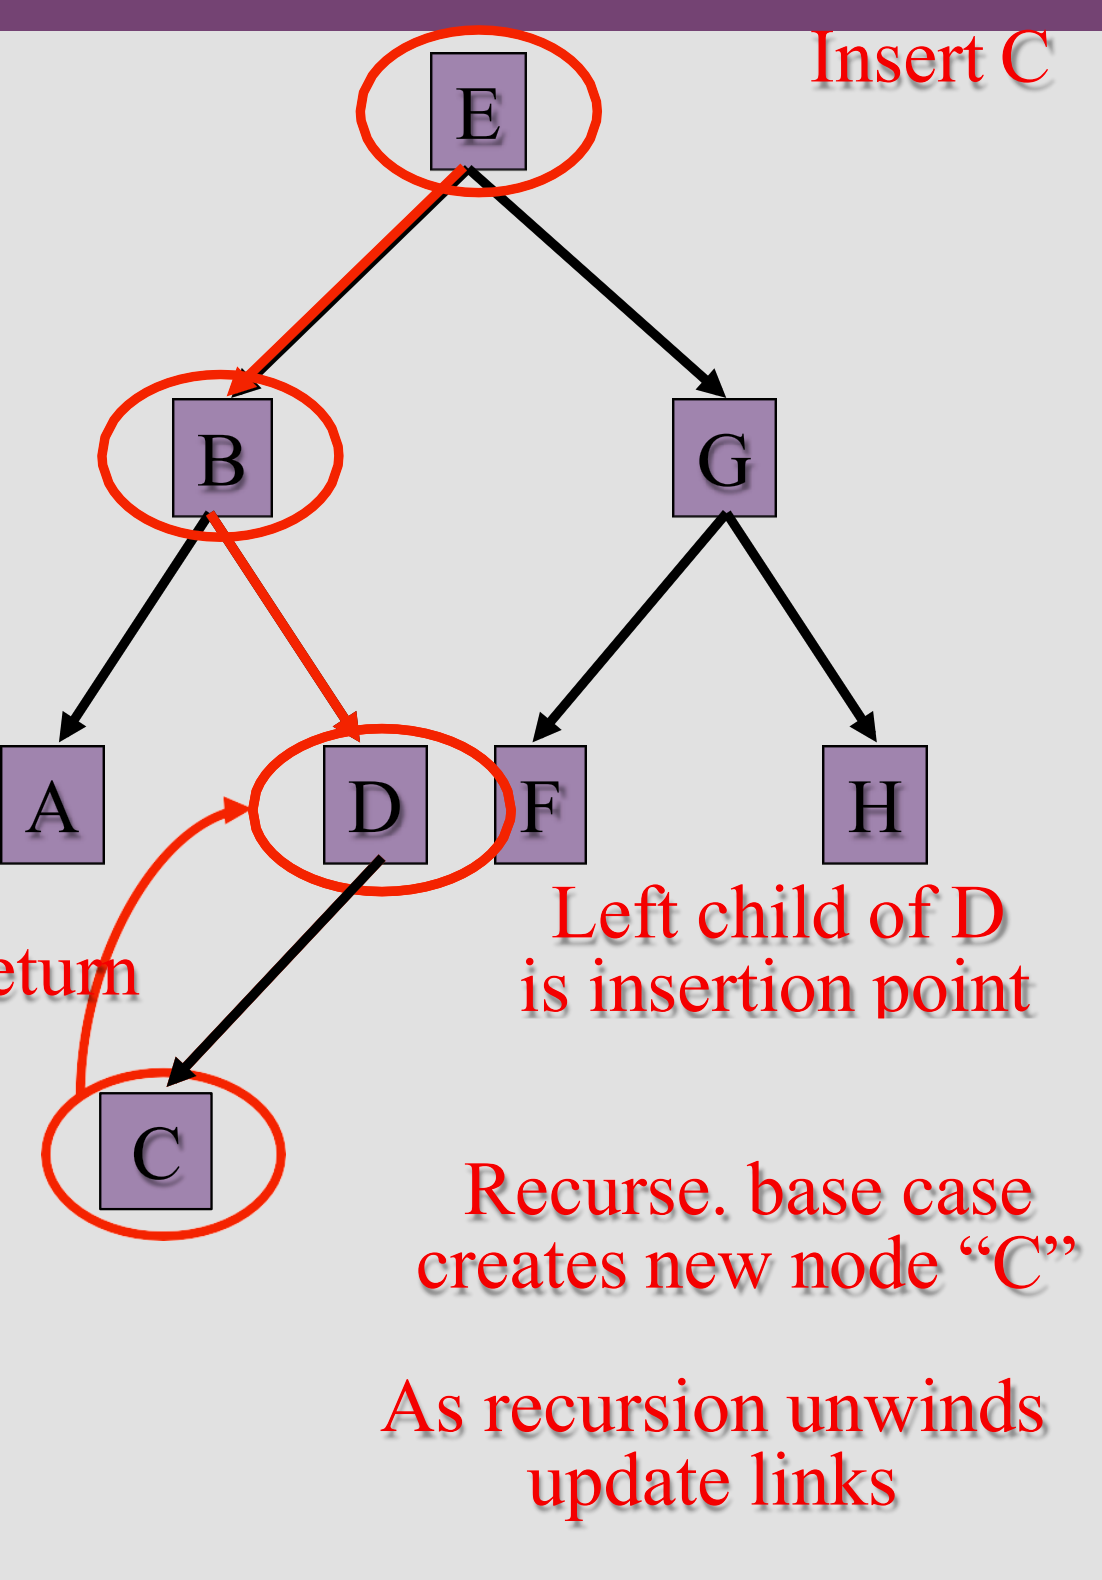 Insert C
E
B
G
A
D
F
H
Left child of D
is insertion point
eturn
C
Recurse. base case
creates new node “C”
As recursion unwinds
update links